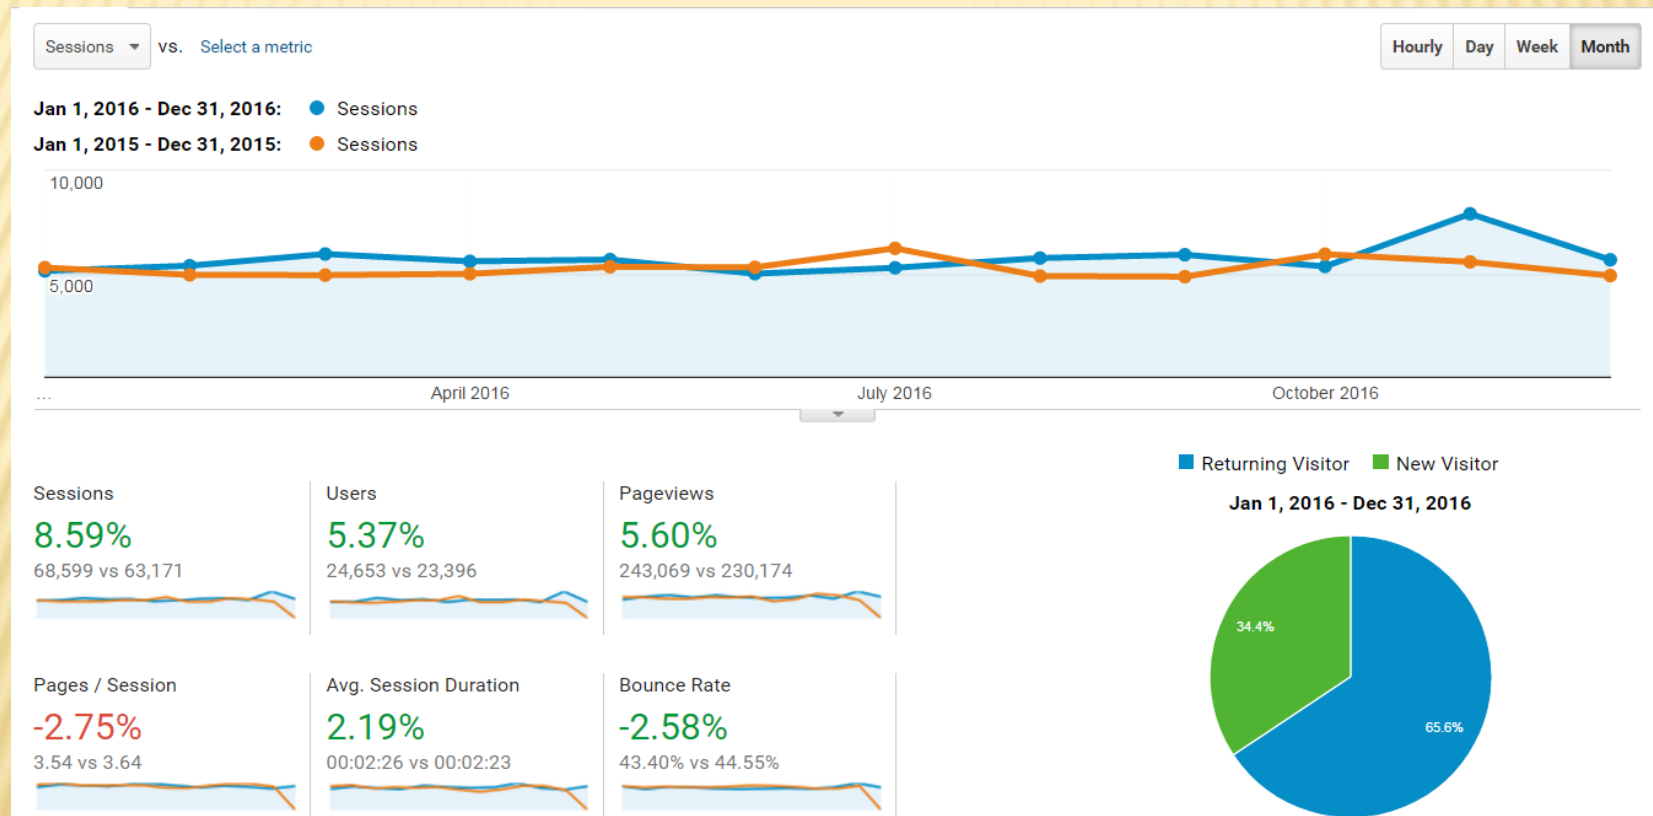 Sessions vs. Select a metric
Hourly Day Week Month
Jan 1, 2016 - Dec 31, 2016: Sessions
Jan 1, 2015 - Dec 31, 2015: Sessions
10,000
5,000
... April 2016 July 2016 October 2016
Returning Visitor New Visitor
Jan 1, 2016 - Dec 31, 2016
34.4%
65.6%
Sessions
8.59%
68,599 vs 63,171
Users
5.37%
24,653 vs 23,396
Pageviews
5.60%
243,069 vs 230,174
Pages / Session
-2.75%
3.54 vs 3.64
Avg. Session Duration
2.19%
00:02:26 vs 00:02:23
Bounce Rate
-2.58%
43.40% vs 44.55%